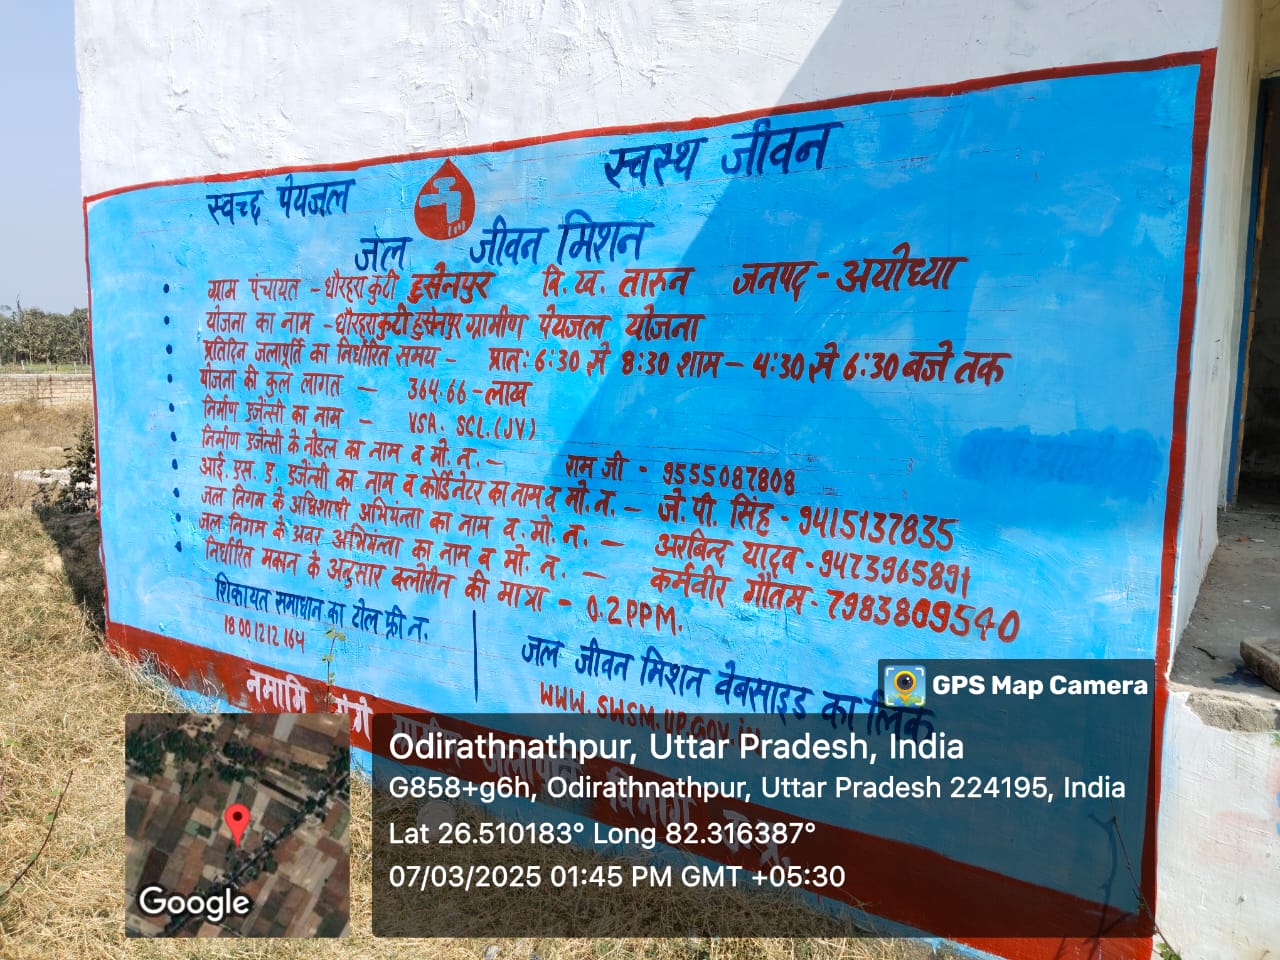 स्वच्छ पेयजल
स्वस्थ जीवन
जल जीवन मिशन
ग्राम पंचायत - धौरहरा कुटी हुसेनपुर वि. ख. तारुन जनपद - अयोध्या
योजना का नाम - धौरहरा कुटी हुसेनपुर ग्रामीण पेयजल योजना
प्रतिदिन जलापूर्ति का निर्धारित समय - प्रात: 6:30 से 8:30 शाम - 4:30 से 6:30 बजे तक
योजना की कुल लागत - 364.66 - लाख
निर्माण एजेंन्सी का नाम - VSA. SCL.(JV)
निर्माण एजेंन्सी के नोडल का नाम व मो. न. - राम जी - 9555087808
आई. एस. ए. एजेंन्सी का नाम व कोर्डिनेटर का नाम व मो. न. - जे. पी. सिंह - 9415137835
जल निगम के अधिशाषी अभियंन्ता का नाम व. मो. न. - अरबिन्द यादव - 9473965891
जल निगम के अवर अभियंन्ता का नाम व मो. न. - कर्मवीर गौतम - 7983809540
निर्धारित मकान के अनुसार क्लोरीन की मात्रा - 0.2 PPM.
शिकायत समाधान का टोल फ्री न.
18001212164
जल जीवन मिशन वेबसाइड का लिंक
WWW.SWSM.UP.GOV.in
नमामि गंगे ग्रामीण जलापूर्ति विभाग उ.प्र.
GPS Map Camera
Odirathnathpur, Uttar Pradesh, India
G858+g6h, Odirathnathpur, Uttar Pradesh 224195, India
Lat 26.510183° Long 82.316387°
07/03/2025 01:45 PM GMT +05:30
Google